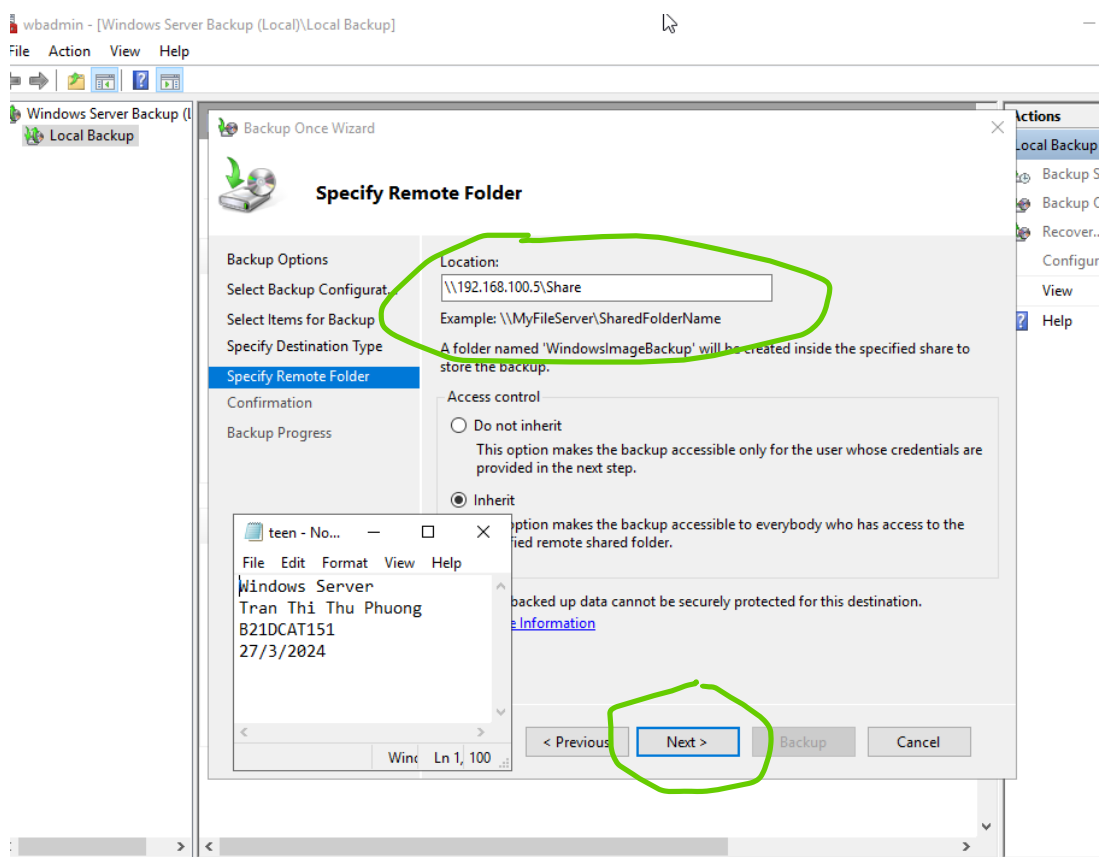 wbadmin - [Windows Server Backup (Local)\Local Backup]
File Action View Help
Windows Server Backup (L
Local Backup
Backup Once Wizard
Specify Remote Folder
Backup Options
Select Backup Configurat...
Select Items for Backup
Specify Destination Type
Specify Remote Folder
Confirmation
Backup Progress
Location:
\\192.168.100.5\Share
Example: \\MyFileServer\SharedFolderName
A folder named 'WindowsImageBackup' will be created inside the specified share to
store the backup.
Access control
Do not inherit
This option makes the backup accessible only for the user whose credentials are
provided in the next step.
Inherit
option makes the backup accessible to everybody who has access to the
fied remote shared folder.
backed up data cannot be securely protected for this destination.
e Information
< Previous
Next >
Backup
Cancel
teen - No...
File Edit Format View Help
Windows Server
Tran Thi Thu Phuong
B21DCAT151
27/3/2024
Winc Ln 1, 100
Actions
Local Backup
Backup S
Backup O
Recover..
Configur
View
Help